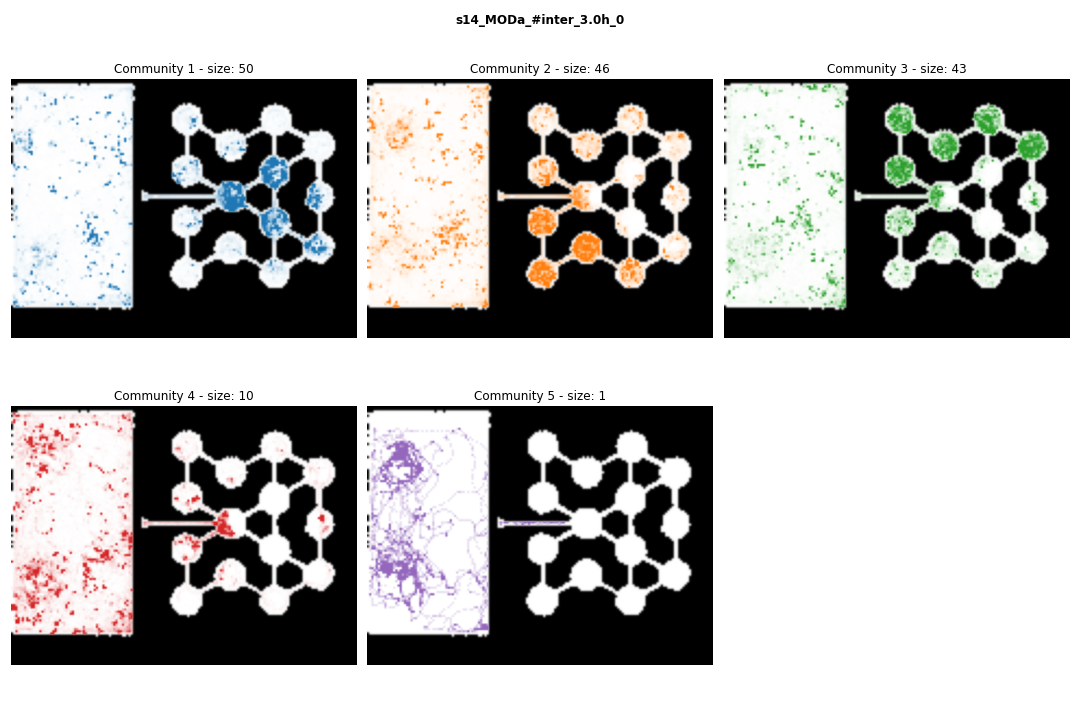 s14_MODa_#inter_3.0h_0
Community 1 - size: 50
Community 2 - size: 46
Community 3 - size: 43
Community 4 - size: 10
Community 5 - size: 1